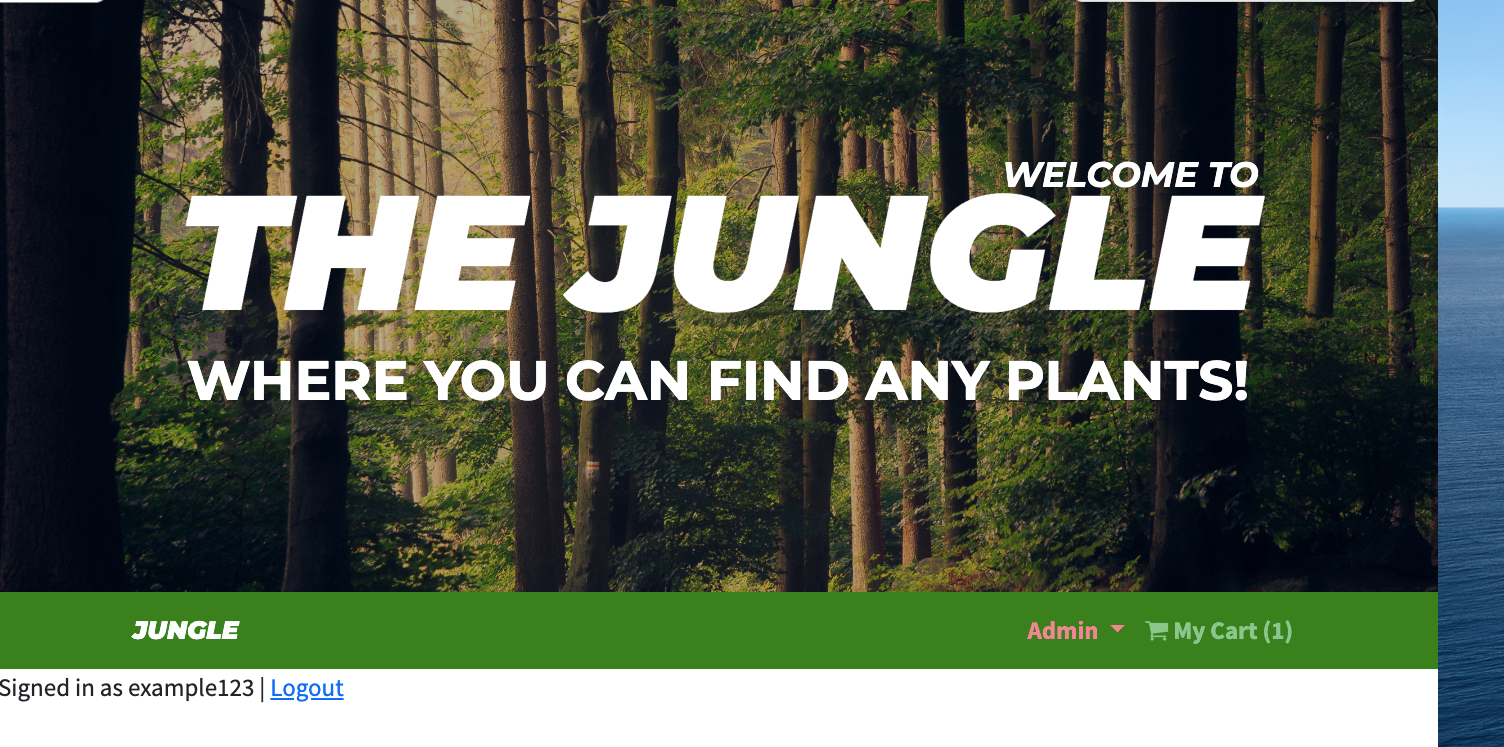 WELCOME TO
THE JUNGLE
WHERE YOU CAN FIND ANY PLANTS!
JUNGLE Admin My Cart (1)
Signed in as example123 | Logout